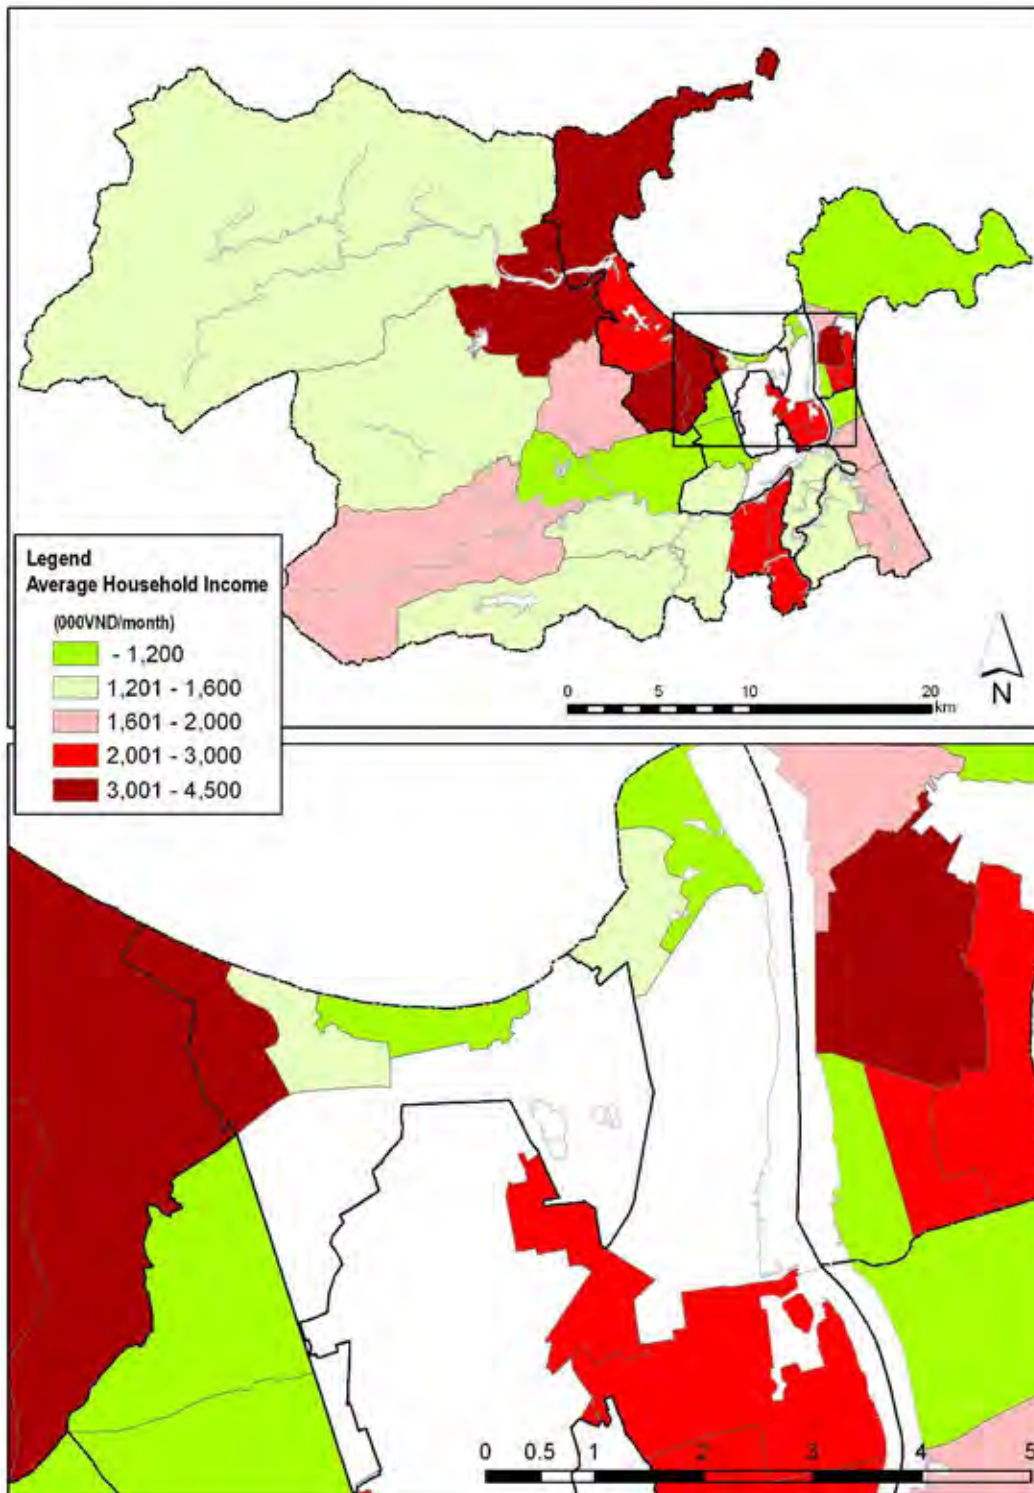 Legend
Average Household Income
(000VND/month)
- 1,200
1,201 - 1,600
1,601 - 2,000
2,001 - 3,000
3,001 - 4,500
0 5 10 20
km
N
0 0.5 1 2 3 4 5